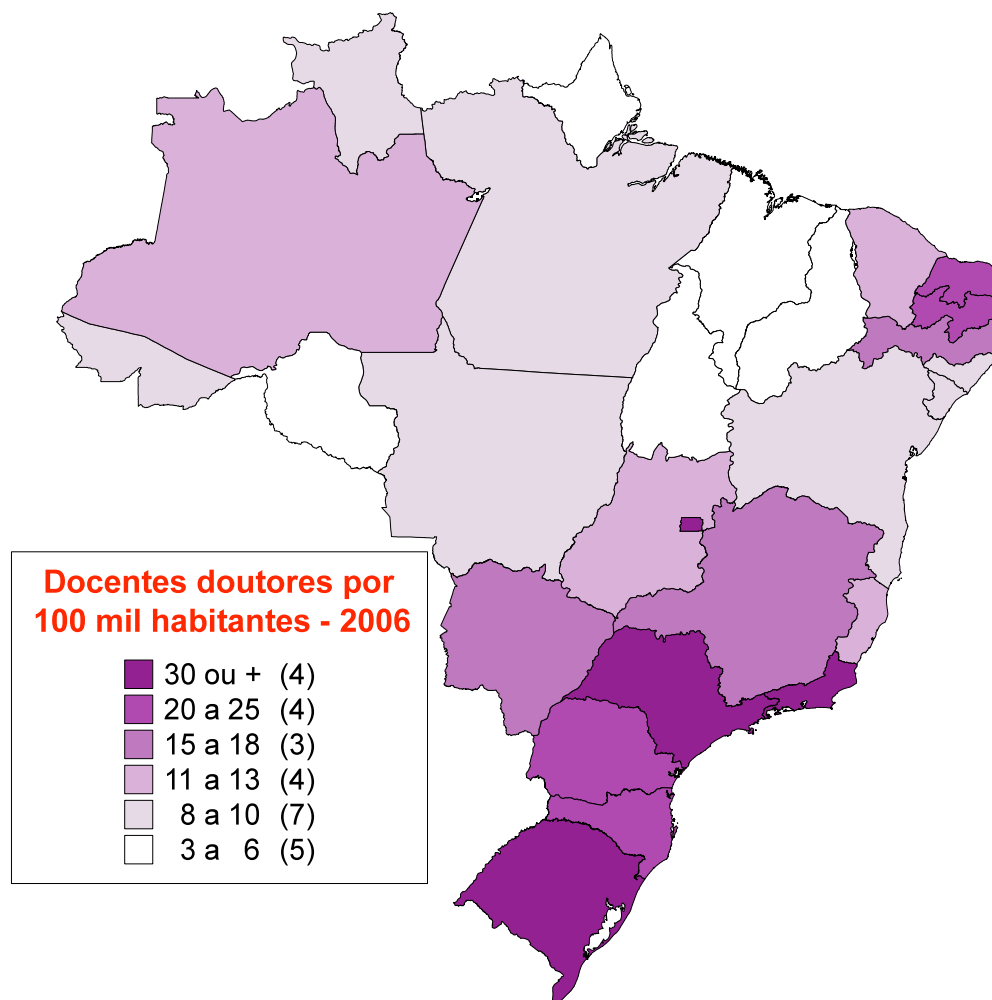 Docentes doutores por
100 mil habitantes - 2006
30 ou + (4)
20 a 25 (4)
15 a 18 (3)
11 a 13 (4)
8 a 10 (7)
3 a 6 (5)